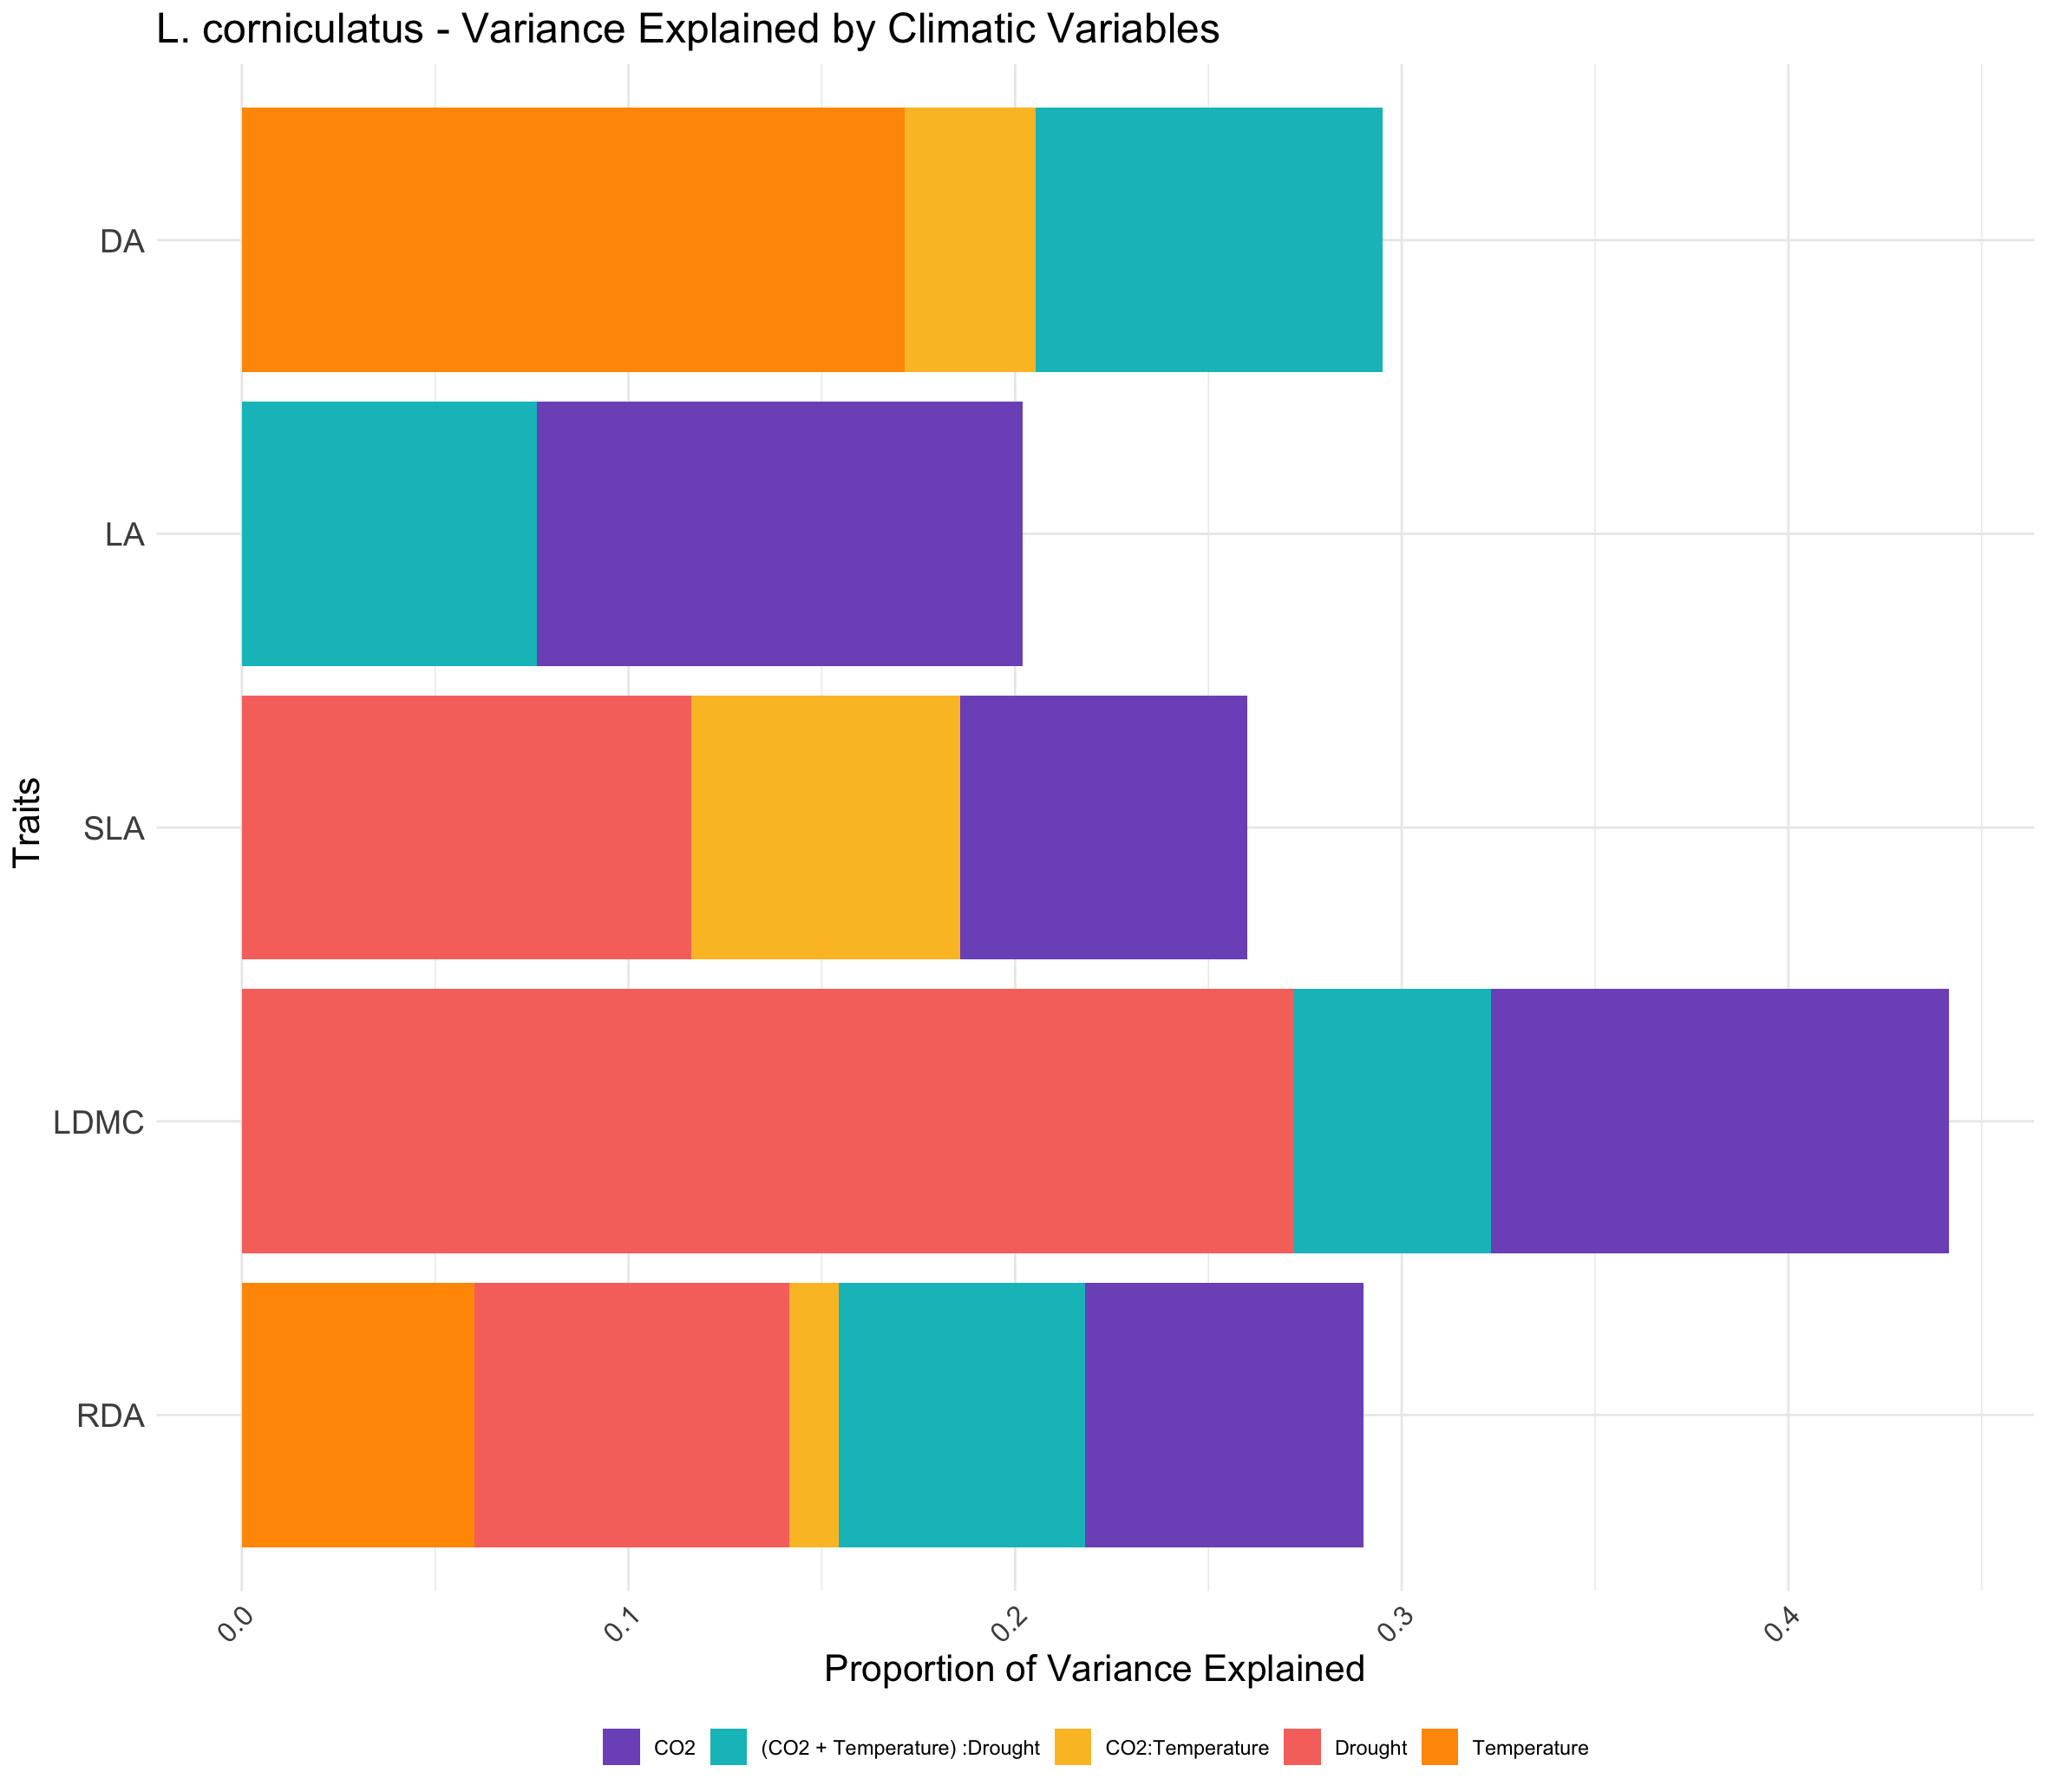 L. corniculatus - Variance Explained by Climatic Variables
Traits
DA
LA
SLA
LDMC
RDA
0.0 0.1 0.2 0.3 0.4
Proportion of Variance Explained
CO2 (CO2 + Temperature) :Drought CO2:Temperature Drought Temperature